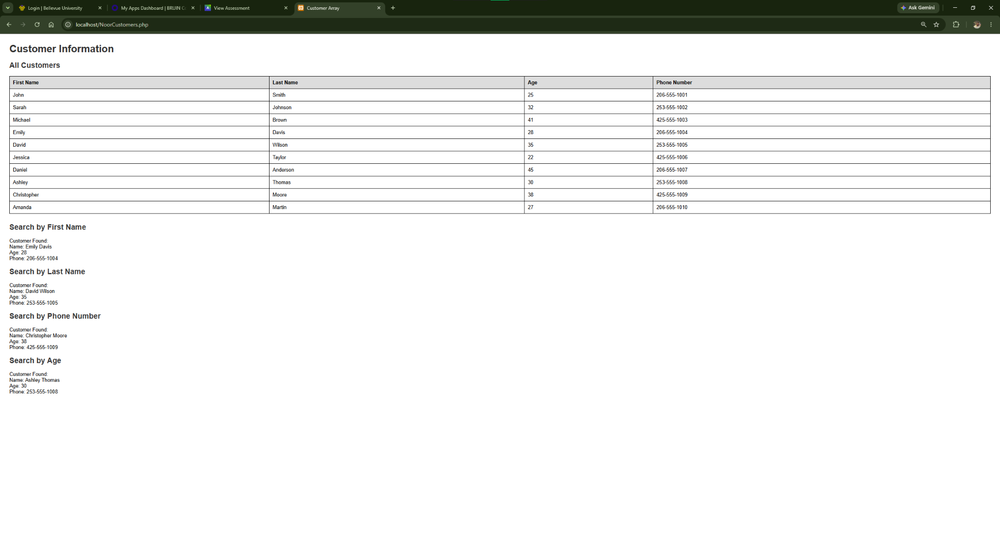 Login | Bellevue University
My Apps Dashboard | BRUIN Co
View Assessment
Customer Array
Ask Gemini
localhost/NoorCustomers.php
Customer Information
All Customers
First Name Last Name Age Phone Number
John Smith 25 206-555-1001
Sarah Johnson 32 253-555-1002
Michael Brown 41 425-555-1003
Emily Davis 28 206-555-1004
David Wilson 35 253-555-1005
Jessica Taylor 22 425-555-1006
Daniel Anderson 45 206-555-1007
Ashley Thomas 30 253-555-1008
Christopher Moore 38 425-555-1009
Amanda Martin 27 206-555-1010
Search by First Name
Customer Found:
Name: Emily Davis
Age: 28
Phone: 206-555-1004
Search by Last Name
Customer Found:
Name: David Wilson
Age: 35
Phone: 253-555-1005
Search by Phone Number
Customer Found:
Name: Christopher Moore
Age: 38
Phone: 425-555-1009
Search by Age
Customer Found:
Name: Ashley Thomas
Age: 30
Phone: 253-555-1008